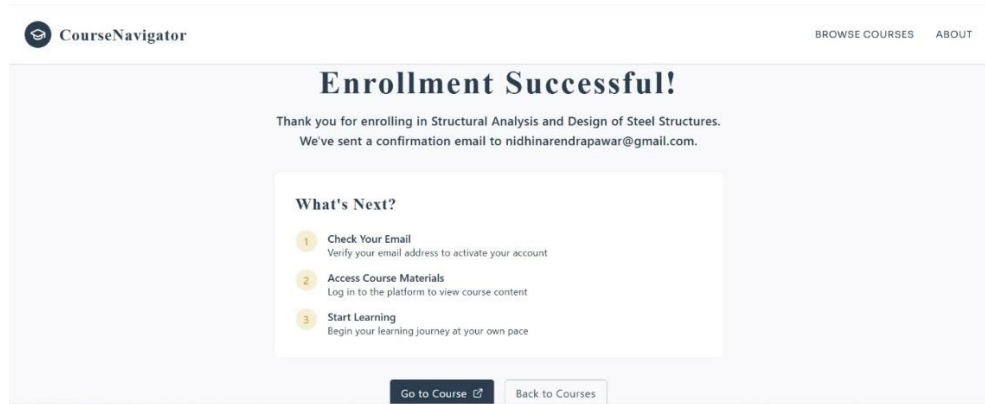 CourseNavigator
BROWSE COURSES ABOUT
Enrollment Successful!
Thank you for enrolling in Structural Analysis and Design of Steel Structures.
We've sent a confirmation email to nidhinarendrapawar@gmail.com.
What's Next?
1 Check Your Email
Verify your email address to activate your account
2 Access Course Materials
Log in to the platform to view course content
3 Start Learning
Begin your learning journey at your own pace
Go to Course Back to Courses